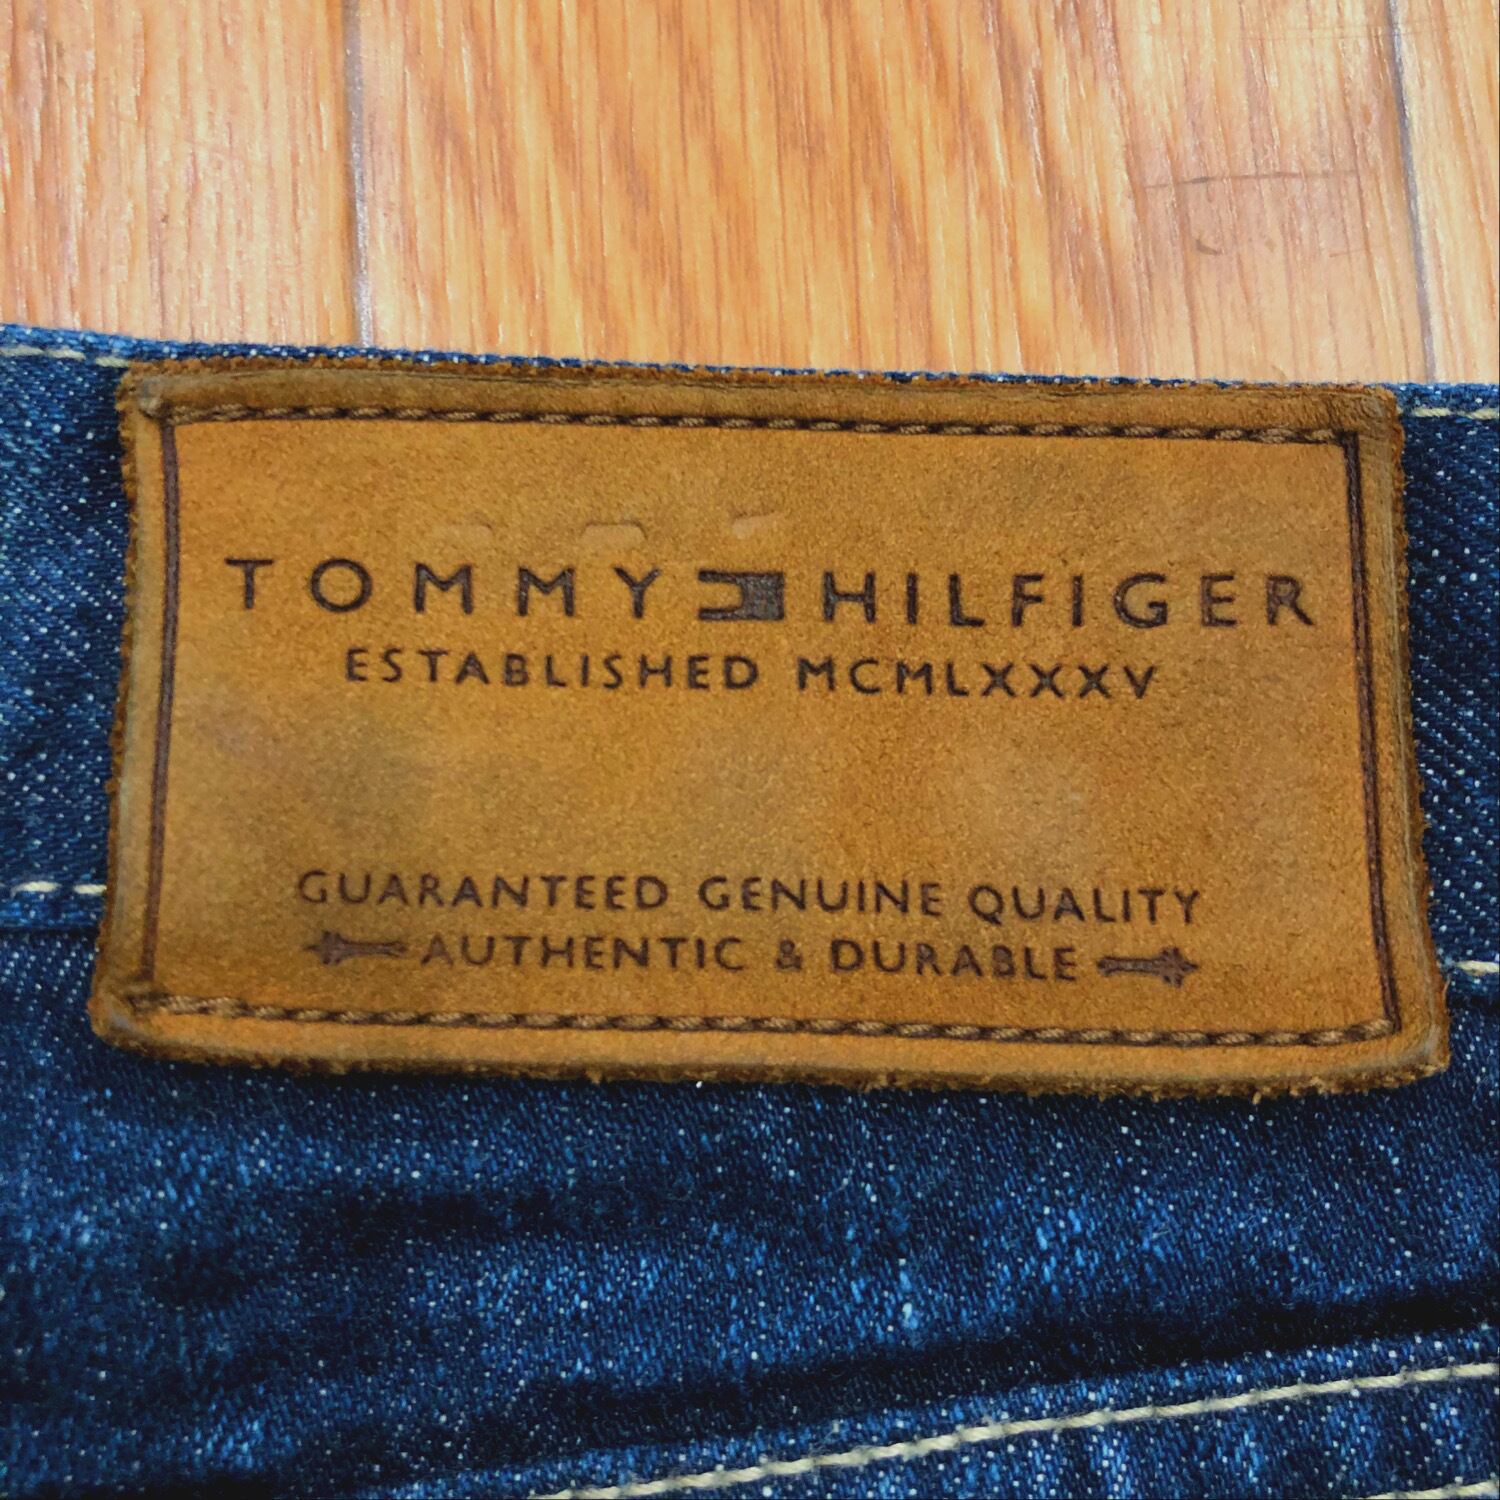 TOMMY HILFIGER
ESTABLISHED MCMLXXXV
GUARANTEED GENUINE QUALITY
AUTHENTIC & DURABLE